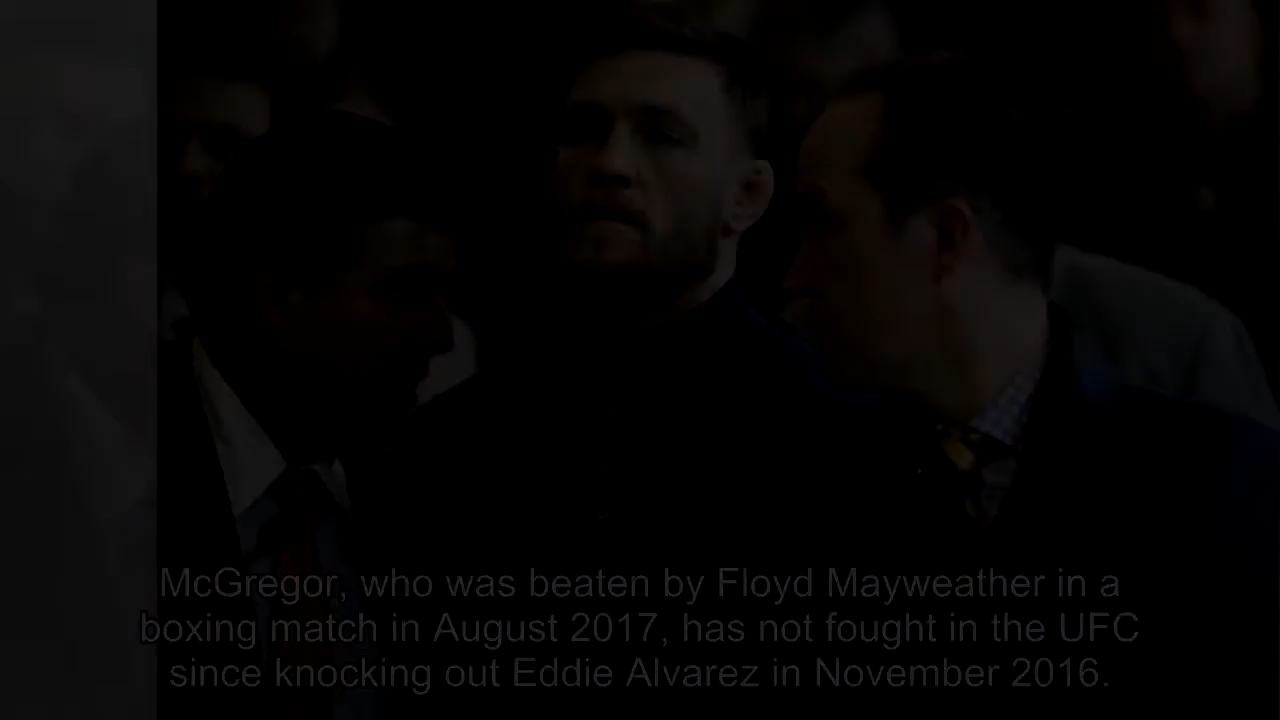 McGregor, who was beaten by Floyd Mayweather in a
boxing match in August 2017, has not fought in the UFC
since knocking out Eddie Alvarez in November 2016.